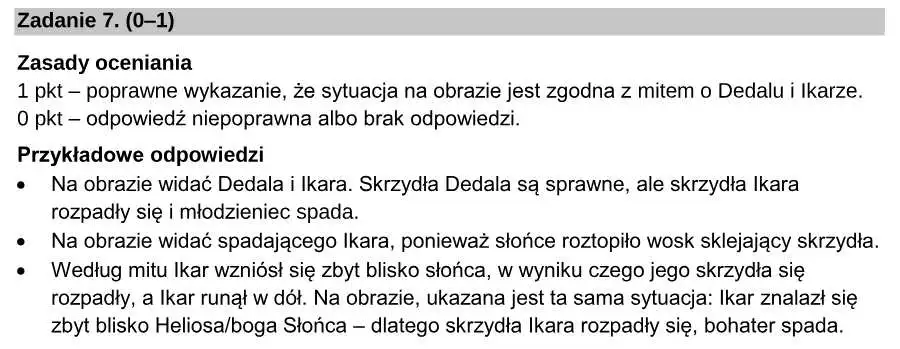 Zadanie 7. (0–1)
Zasady oceniania
1 pkt – poprawne wykazanie, że sytuacja na obrazie jest zgodna z mitem o Dedalu i Ikarze.
0 pkt – odpowiedź niepoprawna albo brak odpowiedzi.
Przykładowe odpowiedzi
• Na obrazie widać Dedala i Ikara. Skrzydła Dedala są sprawne, ale skrzydła Ikara
rozpadły się i młodzieniec spada.
• Na obrazie widać spadającego Ikara, ponieważ słońce roztopiło wosk sklejający skrzydła.
• Według mitu Ikar wzniósł się zbyt blisko słońca, w wyniku czego jego skrzydła się
rozpadły, a Ikar runął w dół. Na obrazie, ukazana jest ta sama sytuacja: Ikar znalazł się
zbyt blisko Heliosa/boga Słońca – dlatego skrzydła Ikara rozpadły się, bohater spada.